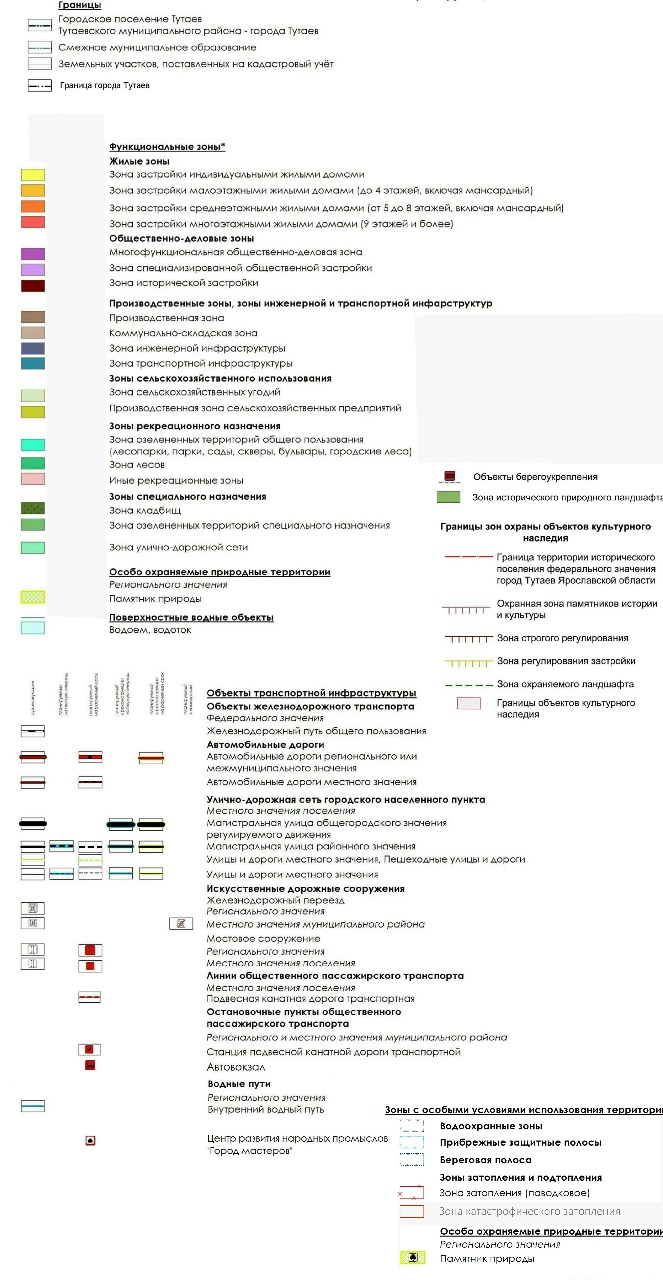 Границы
Городское поселение Тутаев
Тутаевского муниципального района - города Тутаев
Смежное муниципальное образование
Земельных участков, поставленных на кадастровый учёт
Граница города Тутаев
Функциональные зоны*
Жилые зоны
Зона застройки индивидуальными жилыми домами
Зона застройки малоэтажными жилыми домами (до 4 этажей, включая мансардный)
Зона застройки среднеэтажными жилыми домами (от 5 до 8 этажей, включая мансардный)
Зона застройки многоэтажными жилыми домами (9 этажей и более)
Общественно-деловые зоны
Многофункциональная общественно-деловая зона
Зона специализированной общественной застройки
Зона исторической застройки
Производственные зоны, зоны инженерной и транспортной инфарструктур
Производственная зона
Коммунально-складская зона
Зона инженерной инфраструктуры
Зона транспортной инфраструктуры
Зоны сельскохозяйственного использования
Зона сельскохозяйственных угодий
Производственная зона сельскохозяйственных предприятий
Зоны рекреационного назначения
Зона озелененных территорий общего пользования
(лесопарки, парки, сады, скверы, бульвары, городские леса)
Зона лесов
Иные рекреационные зоны
Зоны специального назначения
Зона кладбищ
Зона озелененных территорий специального назначения
Зона улично-дорожной сети
Особо охраняемые природные территории
Регионального значения
Памятник природы
Поверхностные водные объекты
Водоем, водоток
Объекты берегоукрепления
Зона исторического природного ландшафта
Границы зон охраны объектов культурного
наследия
Граница территории исторического
поселения федерального значения
город Тутаев Ярославской области
Охранная зона памятников истории
и культуры
Зона строгого регулирования
Зона регулирования застройки
Зона охраняемого ландшафта
Границы объектов культурного
наследия
Объекты транспортной инфраструктуры
Объекты железнодорожного транспорта
Федерального значения
Железнодорожный путь общего пользования
Автомобильные дороги
Автомобильные дороги регионального или
межмуниципального значения
Автомобильные дороги местного значения
Улично-дорожная сеть городского населенного пункта
Местного значения поселения
Магистральная улица общегородского значения
регулируемого движения
Магистральная улица районного значения
Улицы и дороги местного значения, Пешеходные улицы и дороги
Улицы и дороги местного значения
Искусственные дорожные сооружения
Железнодорожный переезд
Регионального значения
Местного значения муниципального района
Мостовое сооружение
Регионального значения
Местного значения поселения
Линии общественного пассажирского транспорта
Местного значения поселения
Подвесная канатная дорога транспортная
Остановочные пункты общественного
пассажирского транспорта
Регионального и местного значения муниципального района
Станция подвесной канатной дороги транспортной
Автовокзал
Водные пути
Регионального значения
Внутренний водный путь
Центр развития народных промыслов
"Город мастеров"
Зоны с особыми условиями использования территории
Водоохранные зоны
Прибрежные защитные полосы
Береговая полоса
Зоны затопления и подтопления
Зона затопления (паводковое)
Зона катастрофического затопления
Особо охраняемые природные территории
Регионального значения
Памятник природы